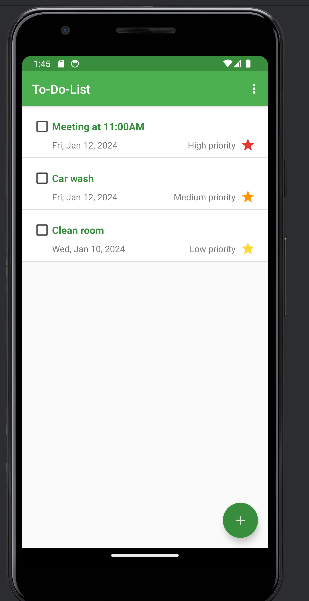 1:45
To-Do-List
Meeting at 11:00AM
Fri, Jan 12, 2024 High priority
Car wash
Fri, Jan 12, 2024 Medium priority
Clean room
Wed, Jan 10, 2024 Low priority
+